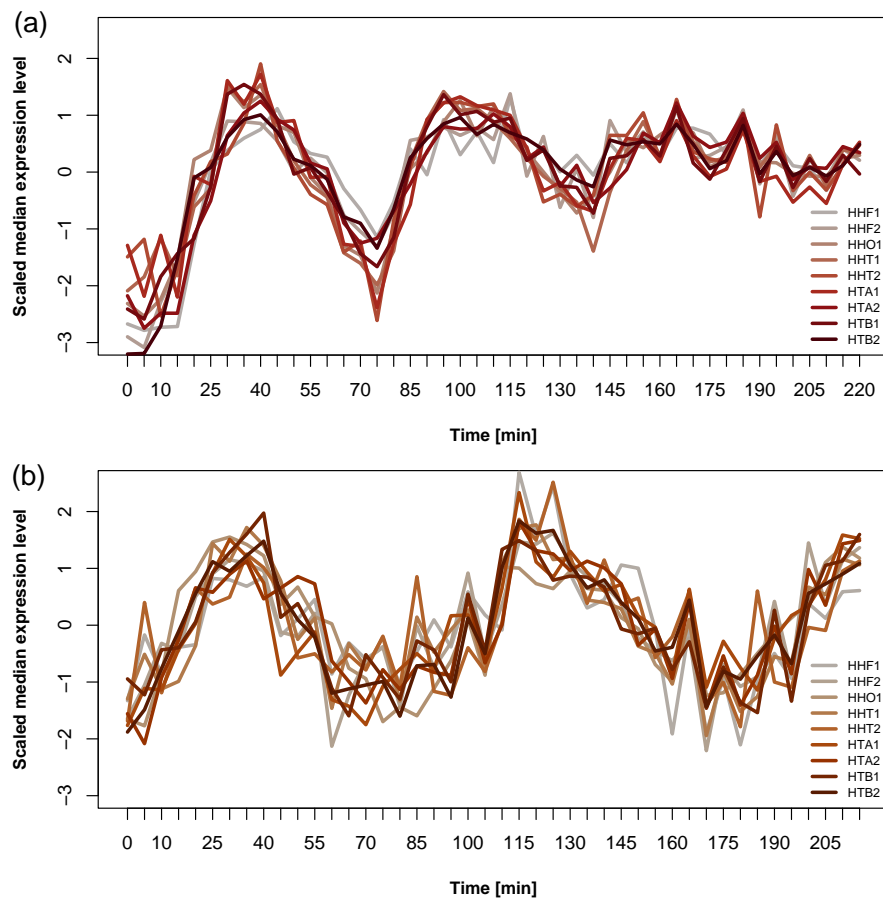 (a)
Scaled median expression level
2
1
0
−1
−2
−3
HHF1
HHF2
HHO1
HHT1
HHT2
HTA1
HTA2
HTB1
HTB2
0 10 25 40 55 70 85 100 115 130 145 160 175 190 205 220
Time [min]
(b)
Scaled median expression level
2
1
0
−1
−2
−3
HHF1
HHF2
HHO1
HHT1
HHT2
HTA1
HTA2
HTB1
HTB2
0 10 25 40 55 70 85 100 115 130 145 160 175 190 205
Time [min]